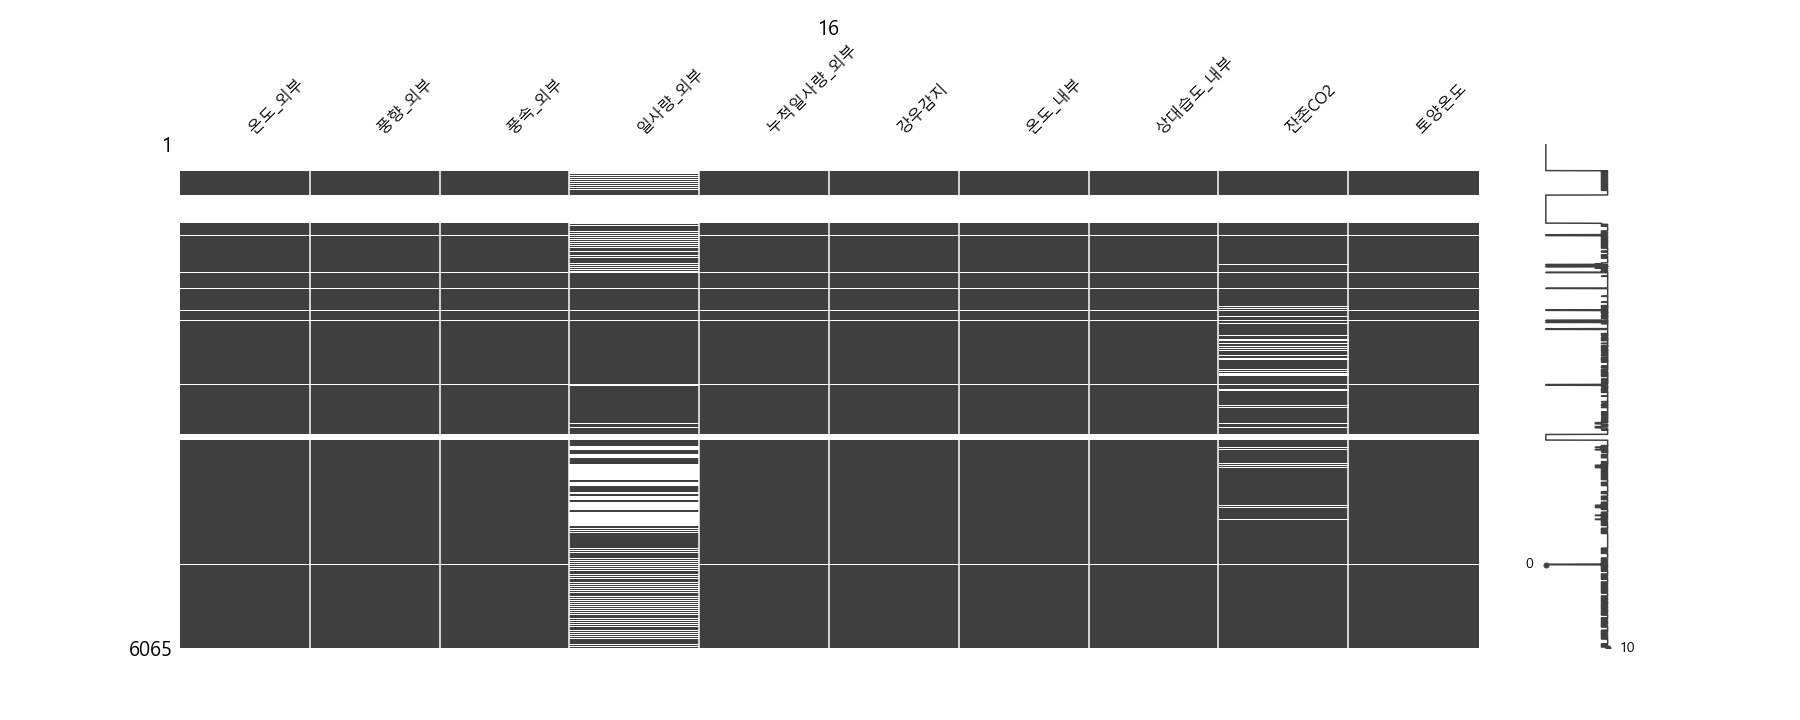 16
온도_외부
풍향_외부
풍속_외부
일사량_외부
누적일사량_외부
강우감지
온도_내부
상대습도_내부
잔존CO2
토양온도
1
0
6065
10